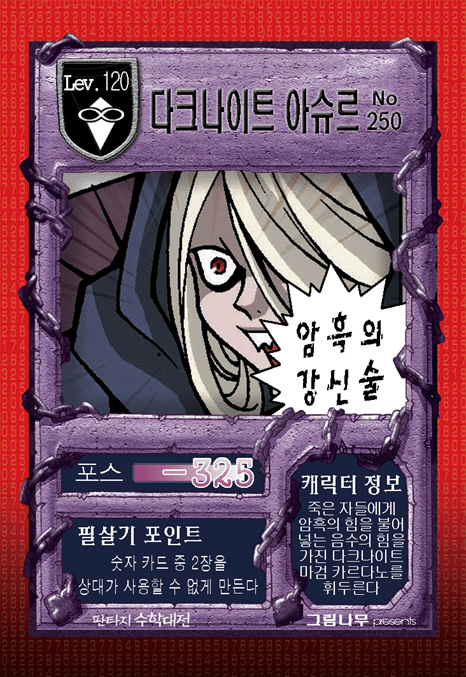 Lev. 120
다크나이트 아슈르
No
250
암흑의
강신술
포스 -325
필살기 포인트
숫자 카드 중 2장을
상대가 사용할 수 없게 만든다
캐릭터 정보
죽은 자들에게
암흑의 힘을 불어
넣는 음수의 힘을
가진 다크나이트
마검 카르다노를
휘두른다
판타지 수학대전
그림나무 presents